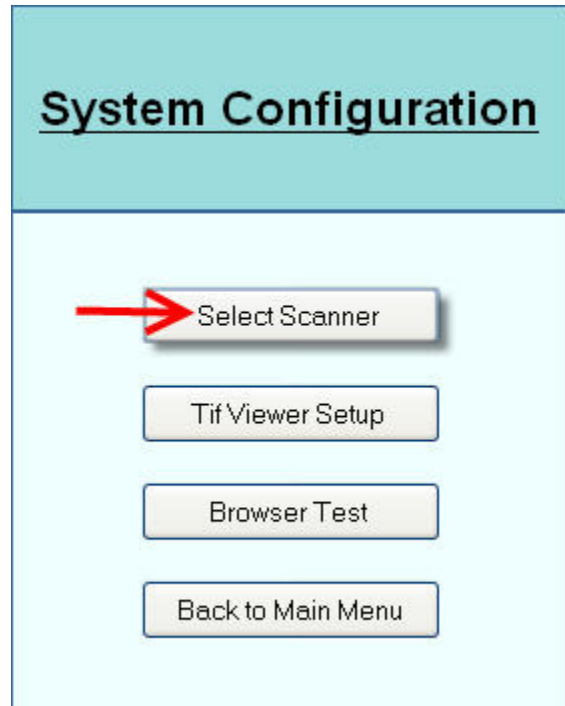 System Configuration
Select Scanner
Tif Viewer Setup
Browser Test
Back to Main Menu